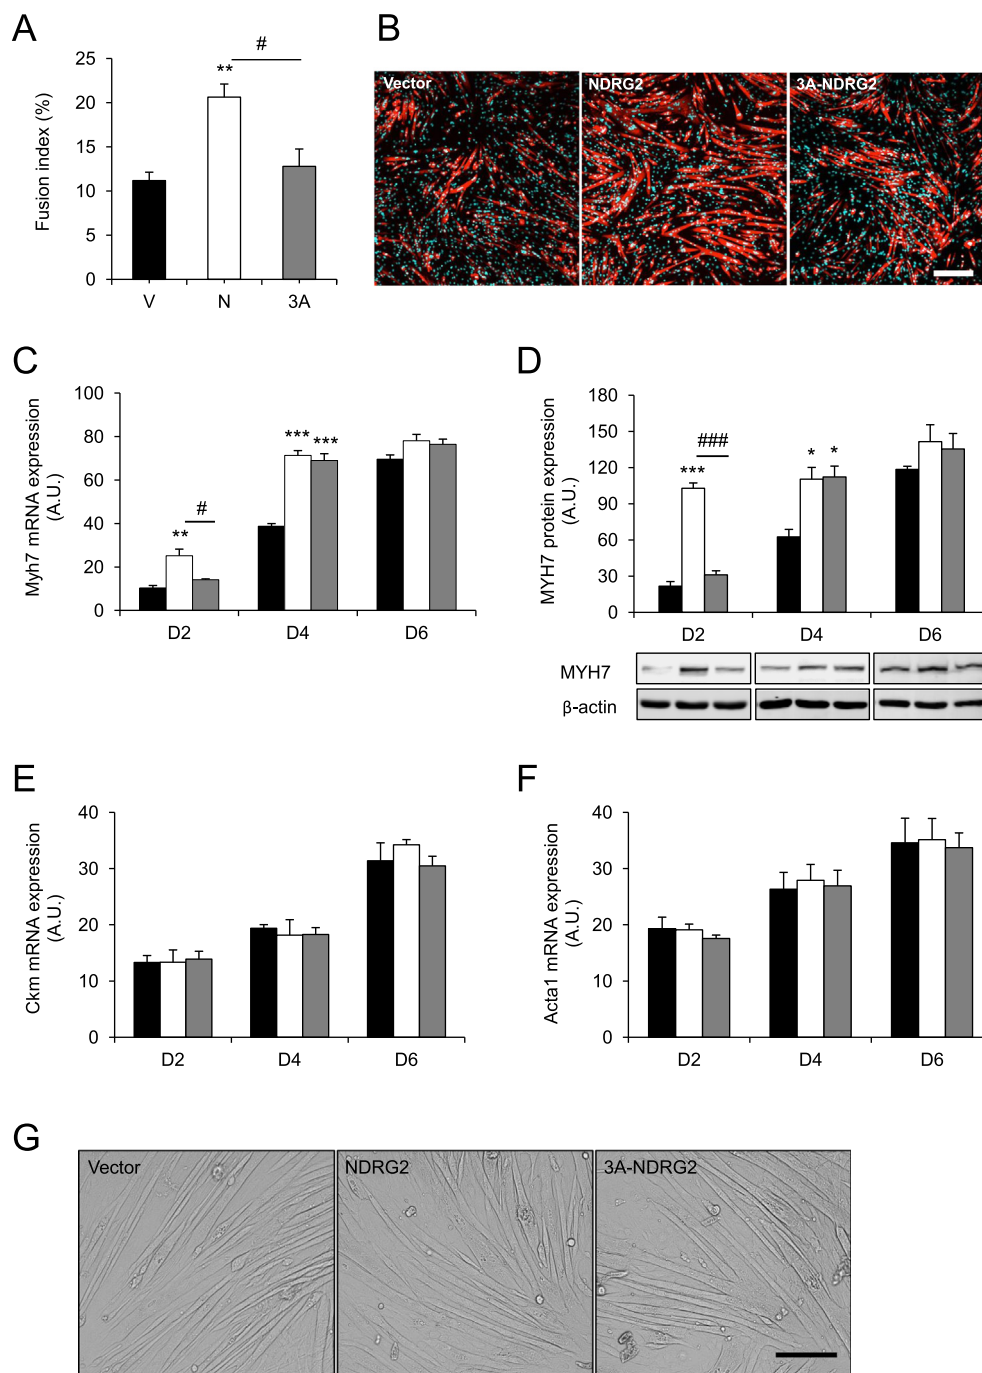 A
Fusion index (%)
25
20
15
10
5
0
**
#
V N 3A
B
Vector NDRG2 3A-NDRG2
C
Myh7 mRNA expression
(A.U.)
100
80
60
40
20
0
**
#
*** ***
D2 D4 D6
D
MYH7 protein expression
(A.U.)
180
150
120
90
60
30
0
***
###
* *
D2 D4 D6
MYH7
β-actin
E
Ckm mRNA expression
(A.U.)
40
30
20
10
0
D2 D4 D6
F
Acta1 mRNA expression
(A.U.)
40
30
20
10
0
D2 D4 D6
G
Vector NDRG2 3A-NDRG2